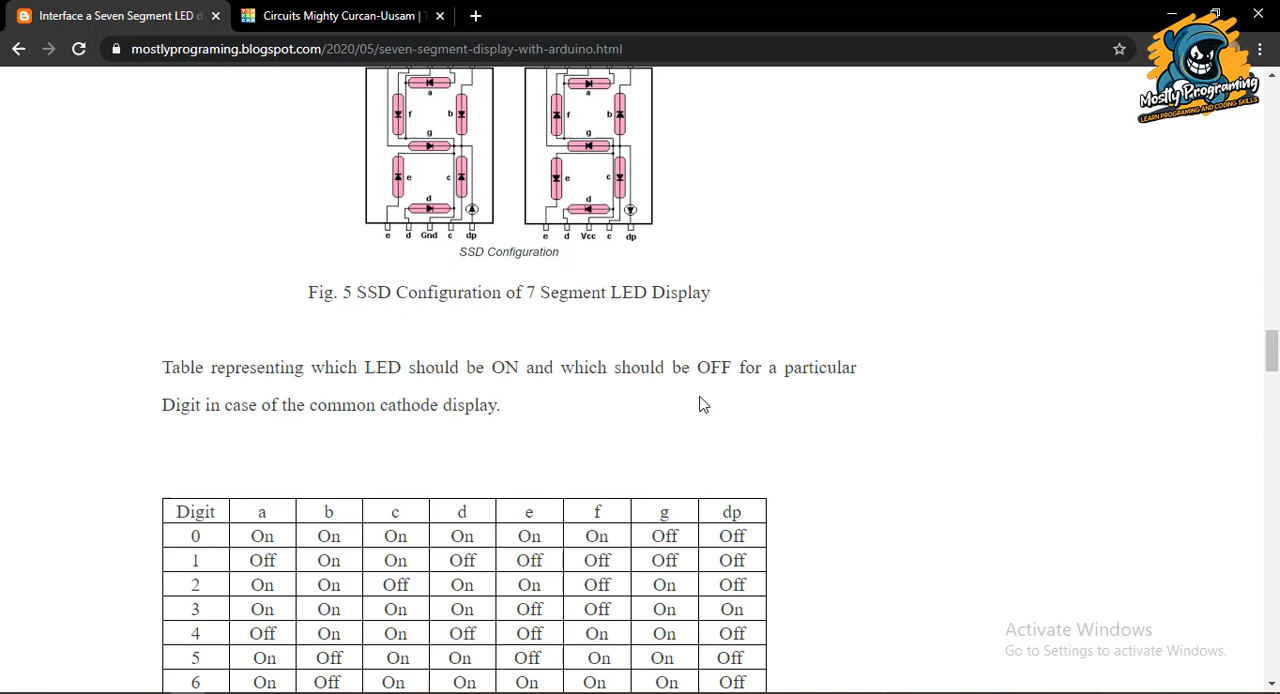 Interface a Seven Segment LED d
Circuits Mighty Curcan-Uusam | T
mostlyprograming.blogspot.com/2020/05/seven-segment-display-with-arduino.html
Mostly Programing
LEARN PROGRAMING AND CODING SKILLS
a a
f b f b
g g
e c e c
d d
e d Gnd c dp e d Vcc c dp
SSD Configuration
Fig. 5 SSD Configuration of 7 Segment LED Display
Table representing which LED should be ON and which should be OFF for a particular
Digit in case of the common cathode display.
Digit a b c d e f g dp
0 On On On On On On Off Off
1 Off On On Off Off Off Off Off
2 On On Off On On Off On Off
3 On On On On Off Off On On
4 Off On On Off Off On On Off
5 On Off On On Off On On Off
6 On Off On On On On On Off
Activate Windows
Go to Settings to activate Windows.